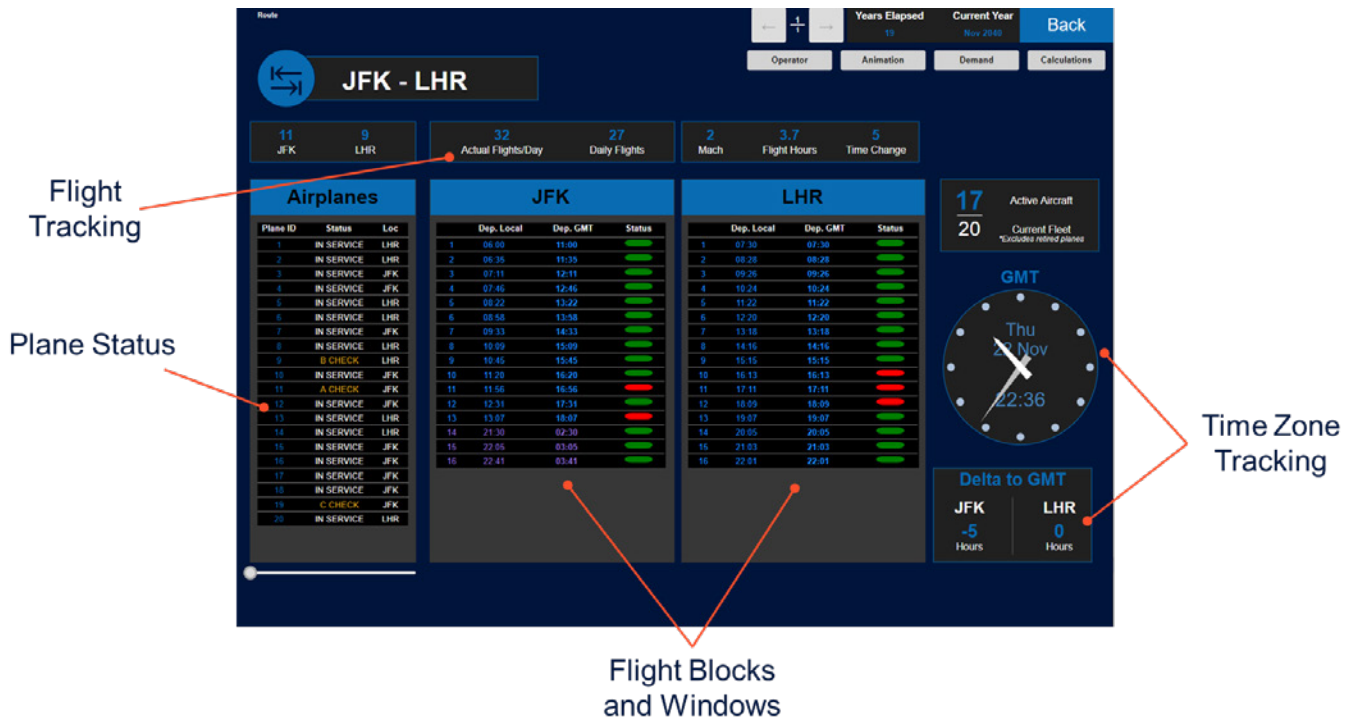 Route
← 1 →
1
Years Elapsed
19
Current Year
Nov 2040
Back
Operator
Animation
Demand
Calculations
JFK - LHR
11 9
JFK LHR
32 27
Actual Flights/Day Daily Flights
2 3.7 5
Mach Flight Hours Time Change
Flight
Tracking
Plane Status
Airplanes
Plane ID Status Loc
1 IN SERVICE LHR
2 IN SERVICE LHR
3 IN SERVICE JFK
4 IN SERVICE JFK
5 IN SERVICE LHR
6 IN SERVICE LHR
7 IN SERVICE JFK
8 IN SERVICE LHR
9 B CHECK LHR
10 IN SERVICE JFK
11 A CHECK JFK
12 IN SERVICE JFK
13 IN SERVICE LHR
14 IN SERVICE LHR
15 IN SERVICE JFK
16 IN SERVICE JFK
17 IN SERVICE JFK
18 IN SERVICE JFK
19 C CHECK JFK
20 IN SERVICE LHR
JFK
Dep. Local Dep. GMT Status
1 06:00 11:00
2 06:35 11:35
3 07:11 12:11
4 07:46 12:46
5 08:22 13:22
6 08:58 13:58
7 09:33 14:33
8 10:09 15:09
9 10:45 15:45
10 11:20 16:20
11 11:56 16:56
12 12:31 17:31
13 13:07 18:07
14 21:30 02:30
15 22:05 03:05
16 22:41 03:41
LHR
Dep. Local Dep. GMT Status
1 07:30 07:30
2 08:28 08:28
3 09:26 09:26
4 10:24 10:24
5 11:22 11:22
6 12:20 12:20
7 13:18 13:18
8 14:16 14:16
9 15:15 15:15
10 16:13 16:13
11 17:11 17:11
12 18:09 18:09
13 19:07 19:07
14 20:05 20:05
15 21:03 21:03
16 22:01 22:01
17 Active Aircraft
20 Current Fleet
*Excludes retired planes
GMT
Thu
Nov
22:36
Delta to GMT
JFK LHR
-5 0
Hours Hours
Time Zone
Tracking
Flight Blocks
and Windows